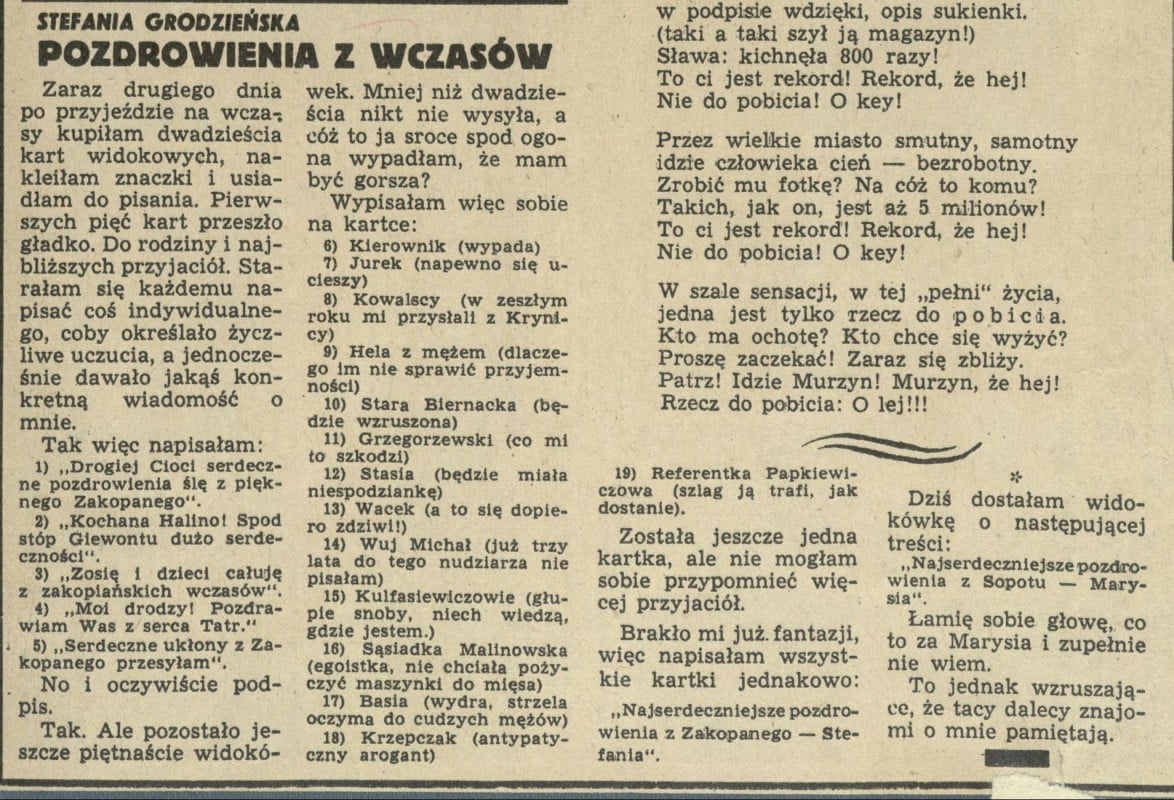 STEFANIA GRODZIEŃSKA
POZDROWIENIA Z WCZASÓW
Zaraz drugiego dnia
po przyjeździe na wcza-
sy kupiłam dwadzieścia
kart widokowych, na-
kleiłam znaczki i usia-
dłam do pisania. Pierw-
szych pięć kart przeszło
gładko. Do rodziny i naj-
bliższych przyjaciół. Sta-
rałam się każdemu na-
pisać coś indywidualne-
go, coby określało życz-
liwe uczucia, a jednocze-
śnie dawało jakąś kon-
kretną wiadomość o
mnie.
Tak więc napisałam:
1) „Drogiej Cioci serdecz-
ne pozdrowienia ślę z pięk-
nego Zakopanego".
2) „Kochana Halino! Spod
stóp Giewontu dużo serde-
czności".
3) „Zosię i dzieci całuję
z zakopiańskich wczasów".
4) „Moi drodzy! Pozdra-
wiam Was z serca Tatr."
5) „Serdeczne ukłony z Za-
kopanego przesyłam".
No i oczywiście pod-
pis.
Tak. Ale pozostało je-
szcze piętnaście widokó-
wek. Mniej niż dwadzie-
ścia nikt nie wysyła, a
cóż to ja sroce spod ogo-
na wypadłam, że mam
być gorsza?
Wypisałam więc sobie
na kartce:
6) Kierownik (wypada)
7) Jurek (napewno się u-
cieszy)
8) Kowalscy (w zeszłym
roku mi przysłali z Kryni-
cy)
9) Hela z mężem (dlacze-
go im nie sprawić przyjem-
ności)
10) Stara Biernacka (bę-
dzie wzruszona)
11) Grzegorzewski (co mi
to szkodzi)
12) Stasia (będzie miała
niespodziankę)
13) Wacek (a to się dopie-
ro zdziwi!)
14) Wuj Michał (już trzy
lata do tego nudziarza nie
pisałam)
15) Kulfasiewiczowie (głu-
pie snoby, niech wiedzą,
gdzie jestem.)
16) Sąsiadka Malinowska
(egoistka, nie chciała poży-
czyć maszynki do mięsa)
17) Basia (wydra, strzela
oczyma do cudzych mężów)
18) Krzepczak (antypaty-
czny arogant)
19) Referentka Papkiewi-
czowa (szlag ją trafi, jak
dostanie).
Została jeszcze jedna
kartka, ale nie mogłam
sobie przypomnieć wię-
cej przyjaciół.
Brakło mi już fantazji,
więc napisałam wszyst-
kie kartki jednakowo:
„Najserdeczniejsze pozdro-
wienia z Zakopanego — Ste-
fania".
*
Dziś dostałam wido-
kówkę o następującej
treści:
„Najserdeczniejsze pozdro-
wienia z Sopotu — Mary-
sia".
Łamię sobie głowę, co
to za Marysia i zupełnie
nie wiem.
To jednak wzruszają-
ce, że tacy dalecy znajo-
mi o mnie pamiętają.
w podpisie wdzięki, opis sukienki.
(taki a taki szył ją magazyn!)
Sława: kichnęła 800 razy!
To ci jest rekord! Rekord, że hej!
Nie do pobicia! O key!
Przez wielkie miasto smutny, samotny
idzie człowieka cień — bezrobotny.
Zrobić mu fotkę? Na cóż to komu?
Takich, jak on, jest aż 5 milionów!
To ci jest rekord! Rekord, że hej!
Nie do pobicia! O key!
W szale sensacji, w tej „pełni" życia,
jedna jest tylko rzecz do pobicia.
Kto ma ochotę? Kto chce się wyżyć?
Proszę zaczekać! Zaraz się zbliży.
Patrz! Idzie Murzyn! Murzyn, że hej!
Rzecz do pobicia: O lej!!!